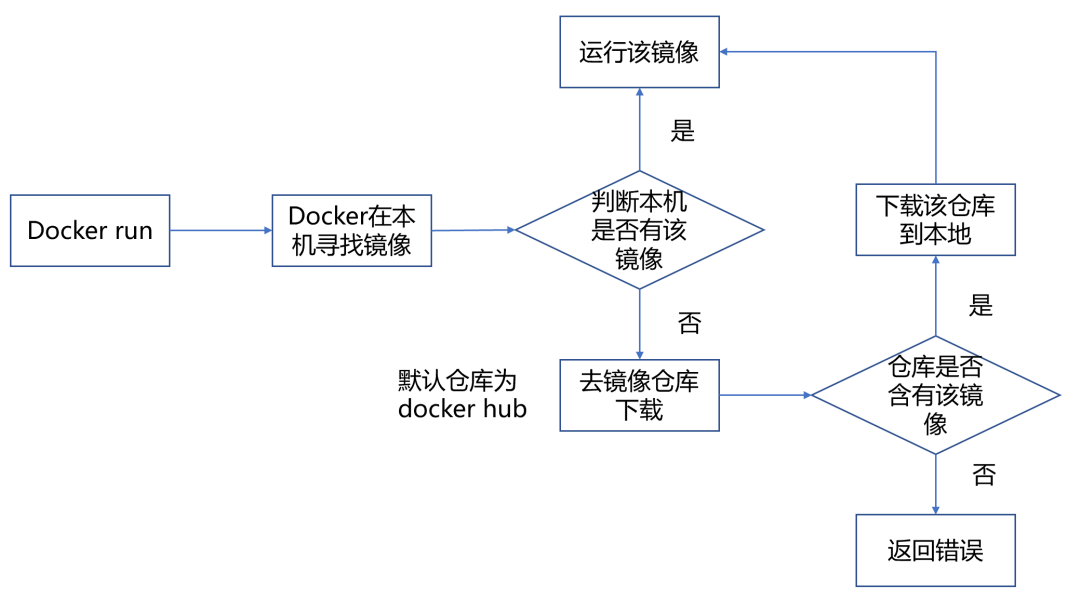 运行该镜像
是
Docker run
Docker在本
机寻找镜像
判断本机
是否有该
镜像
下载该仓库
到本地
否
是
默认仓库为
docker hub
去镜像仓库
下载
仓库是否
含有该镜
像
否
返回错误